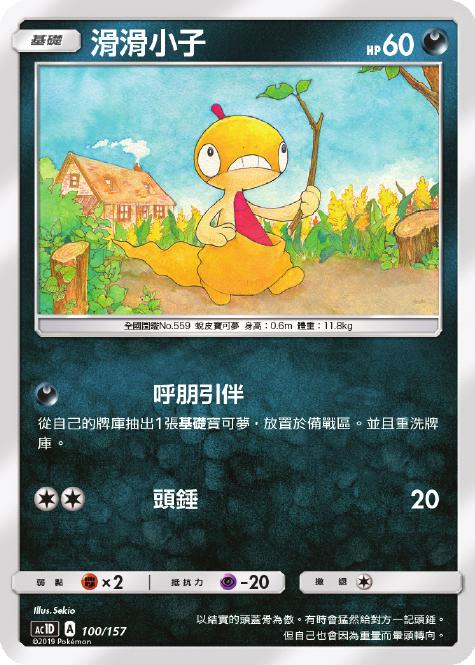 基礎 滑滑小子 HP60
全國圖鑑No.559 蛻皮寶可夢 身高：0.6m 體重：11.8kg
呼朋引伴
從自己的牌庫抽出1張基礎寶可夢，放置於備戰區。並且重洗牌
庫。
頭錘 20
弱點 ×2 抵抗力 -20 撤退
Illus. Sekio
AC1D A 100/157
©2019 Pokémon
以結實的頭蓋骨為傲。有時會猛然給對方一記頭錘。
但自己也會因為重量而暈頭轉向。